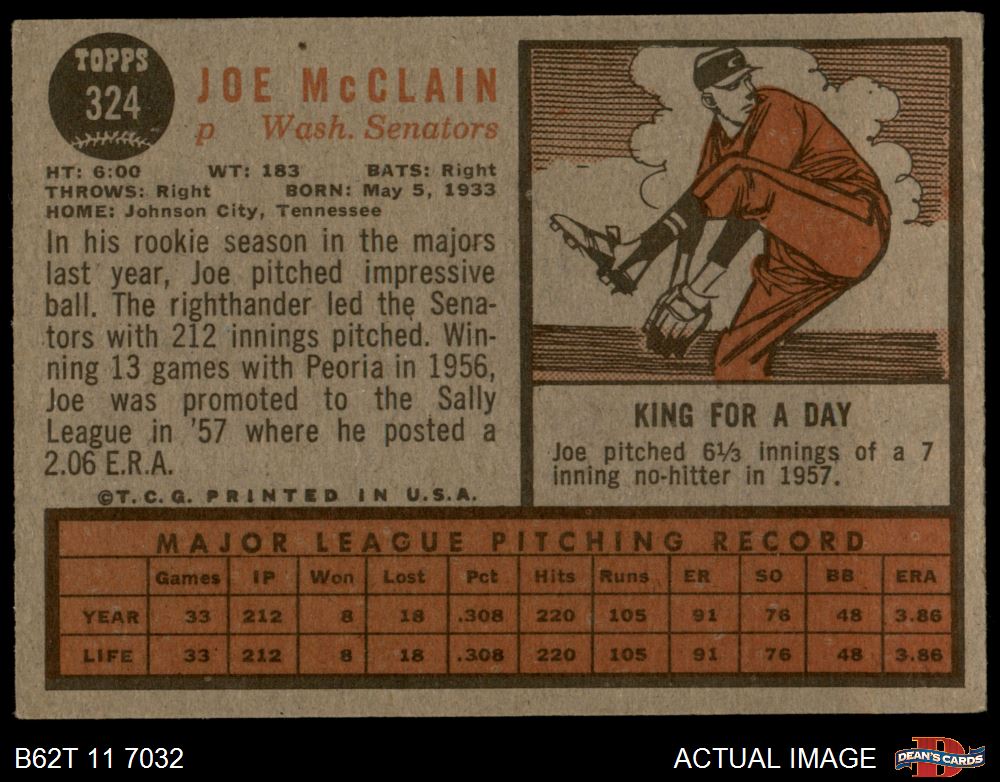 TOPPS
324
JOE McCLAIN
p Wash. Senators
HT: 6:00 WT: 183 BATS: Right
THROWS: Right BORN: May 5, 1933
HOME: Johnson City, Tennessee
In his rookie season in the majors
last year, Joe pitched impressive
ball. The righthander led the Sena-
tors with 212 innings pitched. Win-
ning 13 games with Peoria in 1956,
Joe was promoted to the Sally
League in '57 where he posted a
2.06 E.R.A.
©T.C.G. PRINTED IN U.S.A.
KING FOR A DAY
Joe pitched 6⅓ innings of a 7
inning no-hitter in 1957.
MAJOR LEAGUE PITCHING RECORD
Games IP Won Lost Pct Hits Runs ER SO BB ERA
YEAR 33 212 8 18 .308 220 105 91 76 48 3.86
LIFE 33 212 8 18 .308 220 105 91 76 48 3.86
B62T 11 7032
ACTUAL IMAGE
D
DEAN'S CARDS